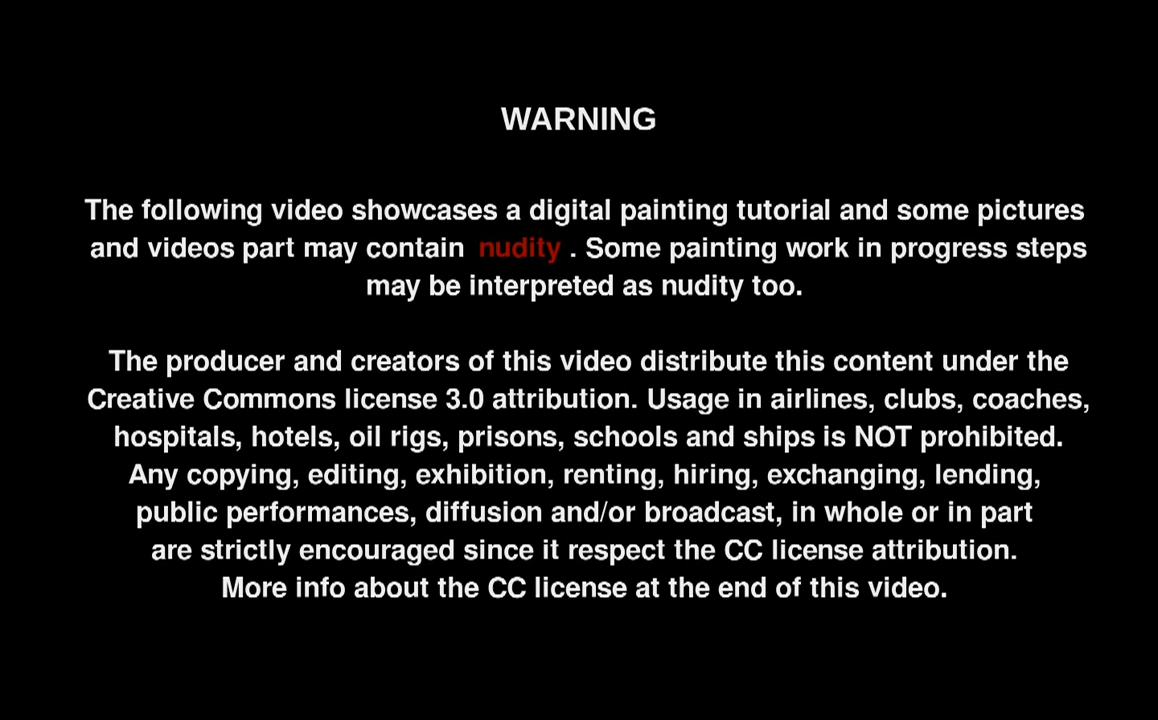 WARNING
The following video showcases a digital painting tutorial and some pictures
and videos part may contain nudity . Some painting work in progress steps
may be interpreted as nudity too.
The producer and creators of this video distribute this content under the
Creative Commons license 3.0 attribution. Usage in airlines, clubs, coaches,
hospitals, hotels, oil rigs, prisons, schools and ships is NOT prohibited.
Any copying, editing, exhibition, renting, hiring, exchanging, lending,
public performances, diffusion and/or broadcast, in whole or in part
are strictly encouraged since it respect the CC license attribution.
More info about the CC license at the end of this video.